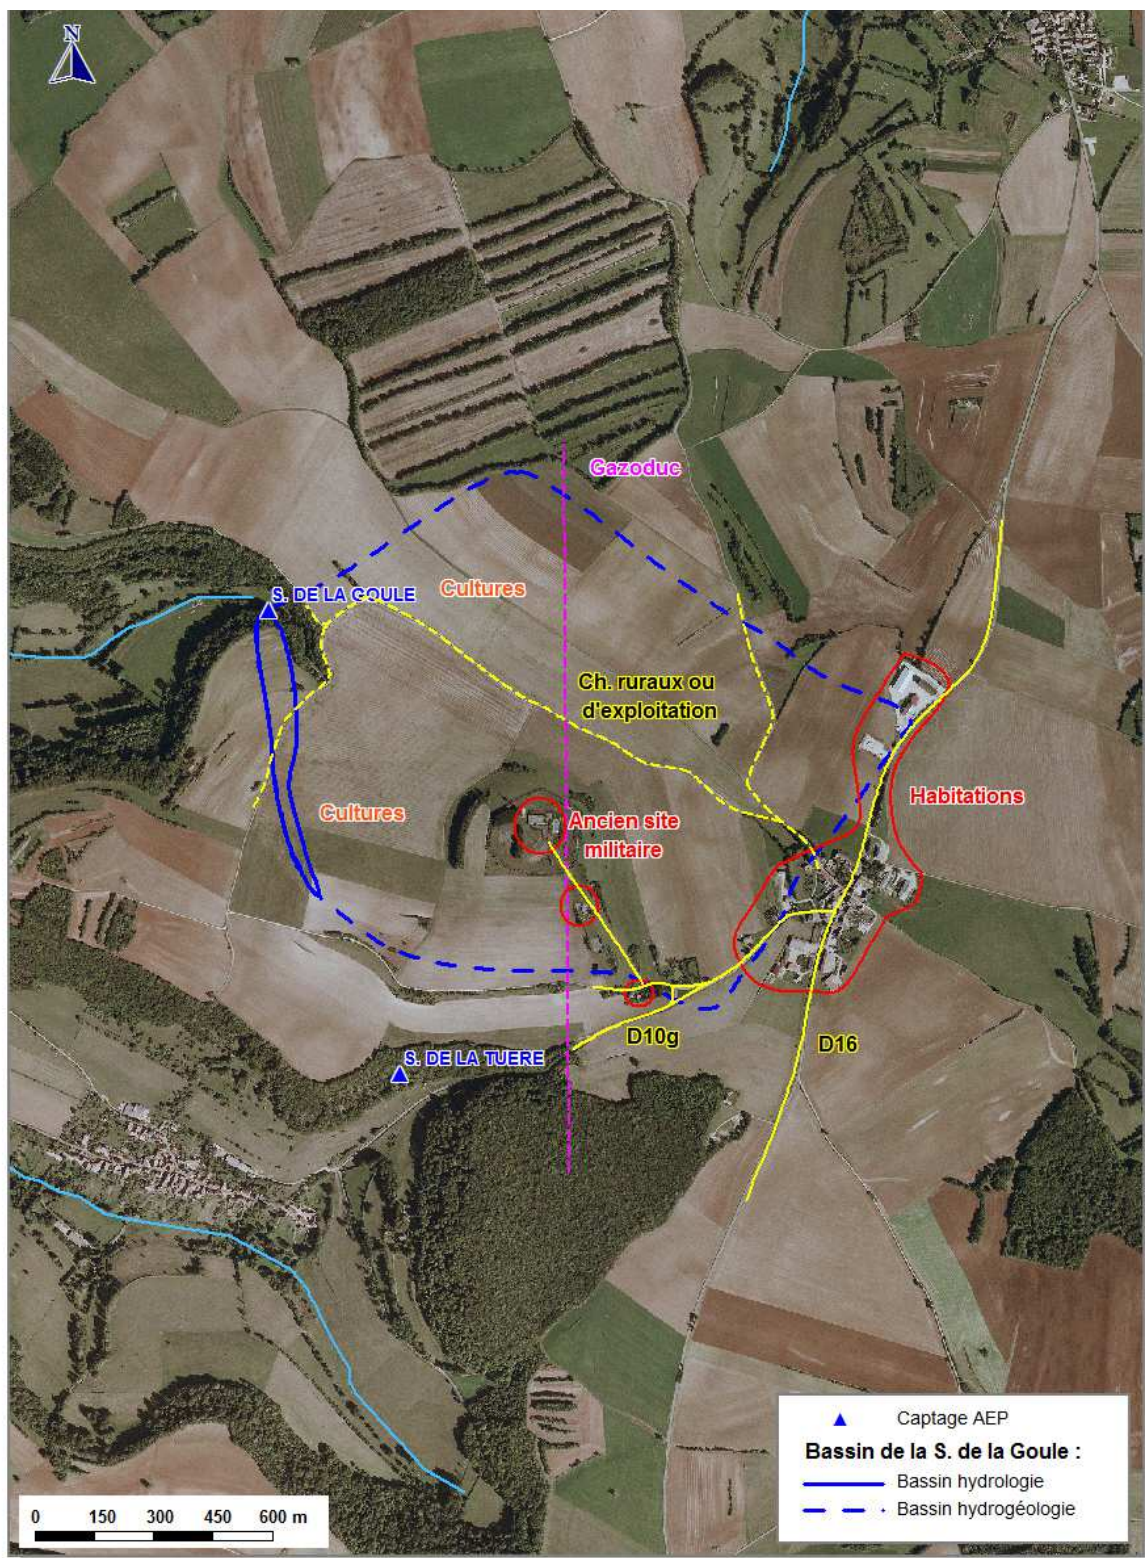 N
Gazoduc
S. DE LA GOULE
Cultures
Ch. ruraux ou
d'exploitation
Habitations
Cultures
Ancien site
militaire
D10g
D16
S. DE LA TUERE
Captage AEP
Bassin de la S. de la Goule :
Bassin hydrologie
Bassin hydrogéologie
0 150 300 450 600 m